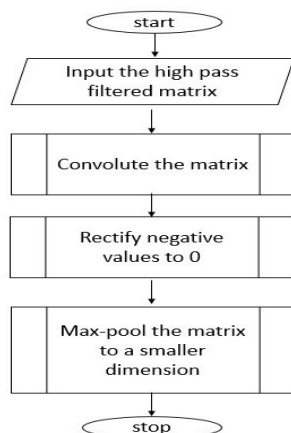 start
Input the high pass
filtered matrix
Convolute the matrix
Rectify negative
values to 0
Max-pool the matrix
to a smaller
dimension
stop